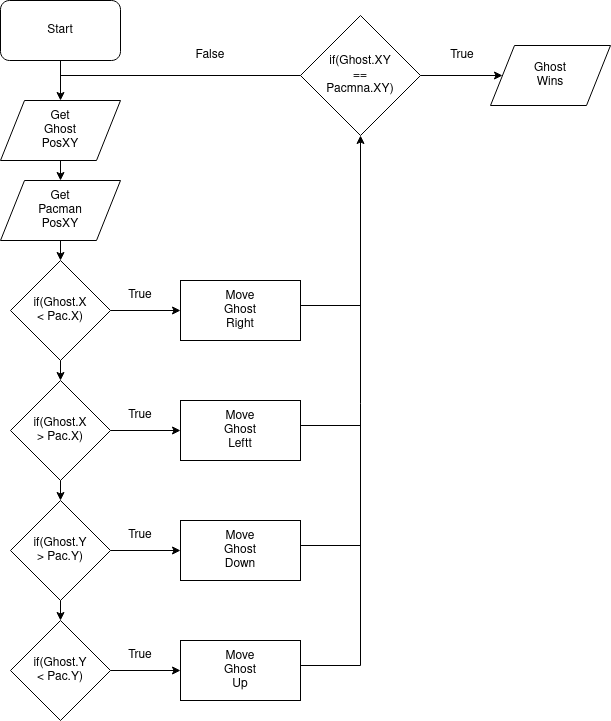 Start
False
if(Ghost.XY
==
Pacmna.XY)
True
Ghost
Wins
Get
Ghost
PosXY
Get
Pacman
PosXY
if(Ghost.X
< Pac.X)
True
Move
Ghost
Right
if(Ghost.X
> Pac.X)
True
Move
Ghost
Leftt
if(Ghost.Y
> Pac.Y)
True
Move
Ghost
Down
if(Ghost.Y
< Pac.Y)
True
Move
Ghost
Up